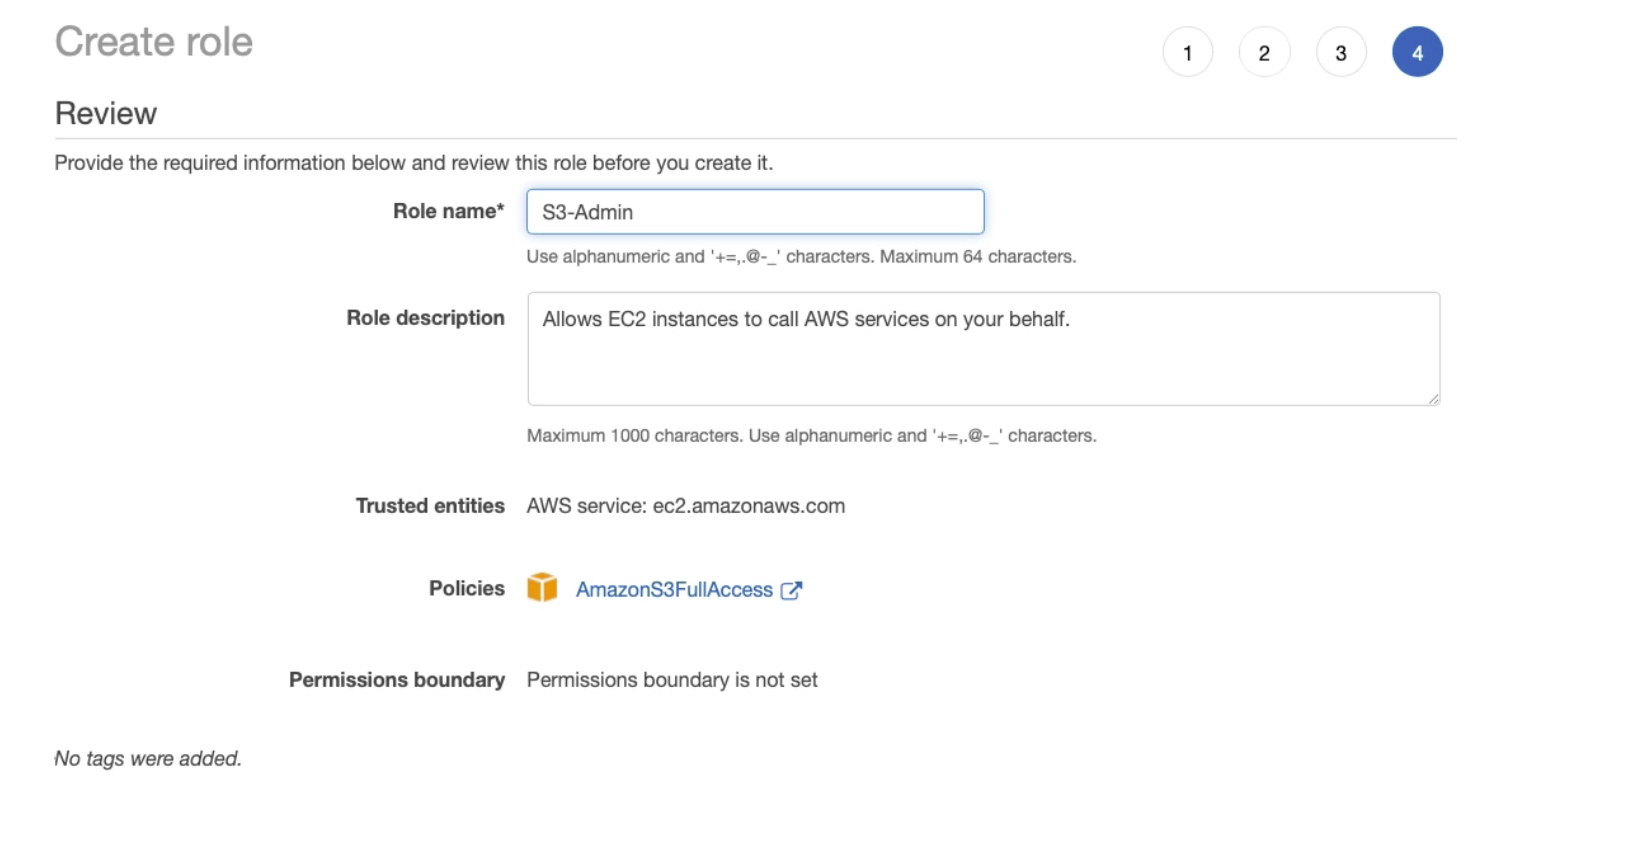 Create role
1 2 3 4
Review
Provide the required information below and review this role before you create it.
Role name* S3-Admin
Use alphanumeric and '+=,.@-_' characters. Maximum 64 characters.
Role description Allows EC2 instances to call AWS services on your behalf.
Maximum 1000 characters. Use alphanumeric and '+=,.@-_' characters.
Trusted entities AWS service: ec2.amazonaws.com
Policies AmazonS3FullAccess
Permissions boundary Permissions boundary is not set
No tags were added.